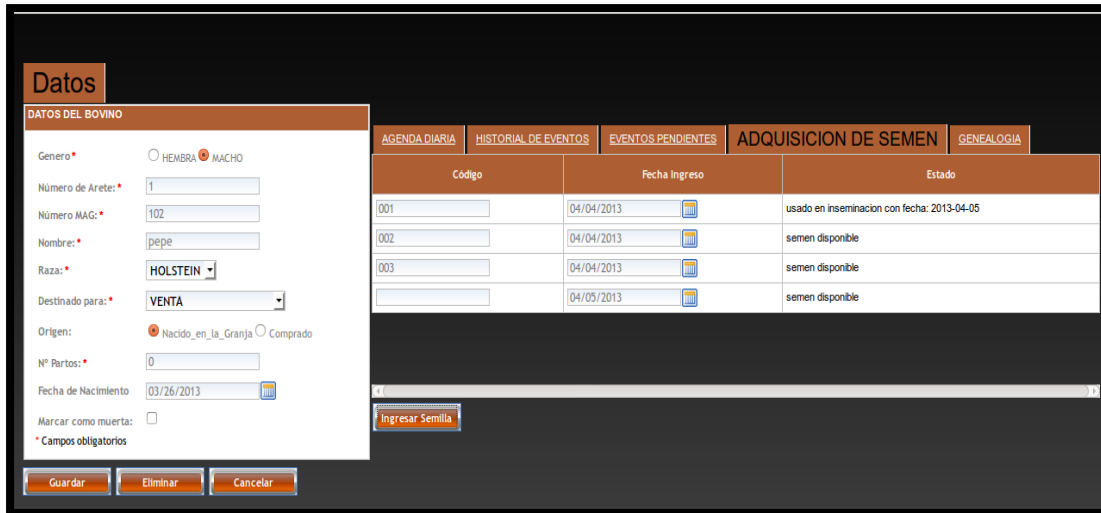 Datos
DATOS DEL BOVINO
Genero* HEMBRA MACHO
Número de Arete: * 1
Número MAG: * 102
Nombre: * pepe
Raza: * HOLSTEIN
Destinado para: * VENTA
Origen: Nacido_en_la_Granja Comprado
Nº Partos: * 0
Fecha de Nacimiento 03/26/2013
Marcar como muerta:
* Campos obligatorios
Guardar Eliminar Cancelar
AGENDA DIARIA HISTORIAL DE EVENTOS EVENTOS PENDIENTES ADQUISICION DE SEMEN GENEALOGIA
Código Fecha Ingreso Estado
001 04/04/2013 usado en inseminacion con fecha: 2013-04-05
002 04/04/2013 semen disponible
003 04/04/2013 semen disponible
04/05/2013 semen disponible
Ingresar Semilla